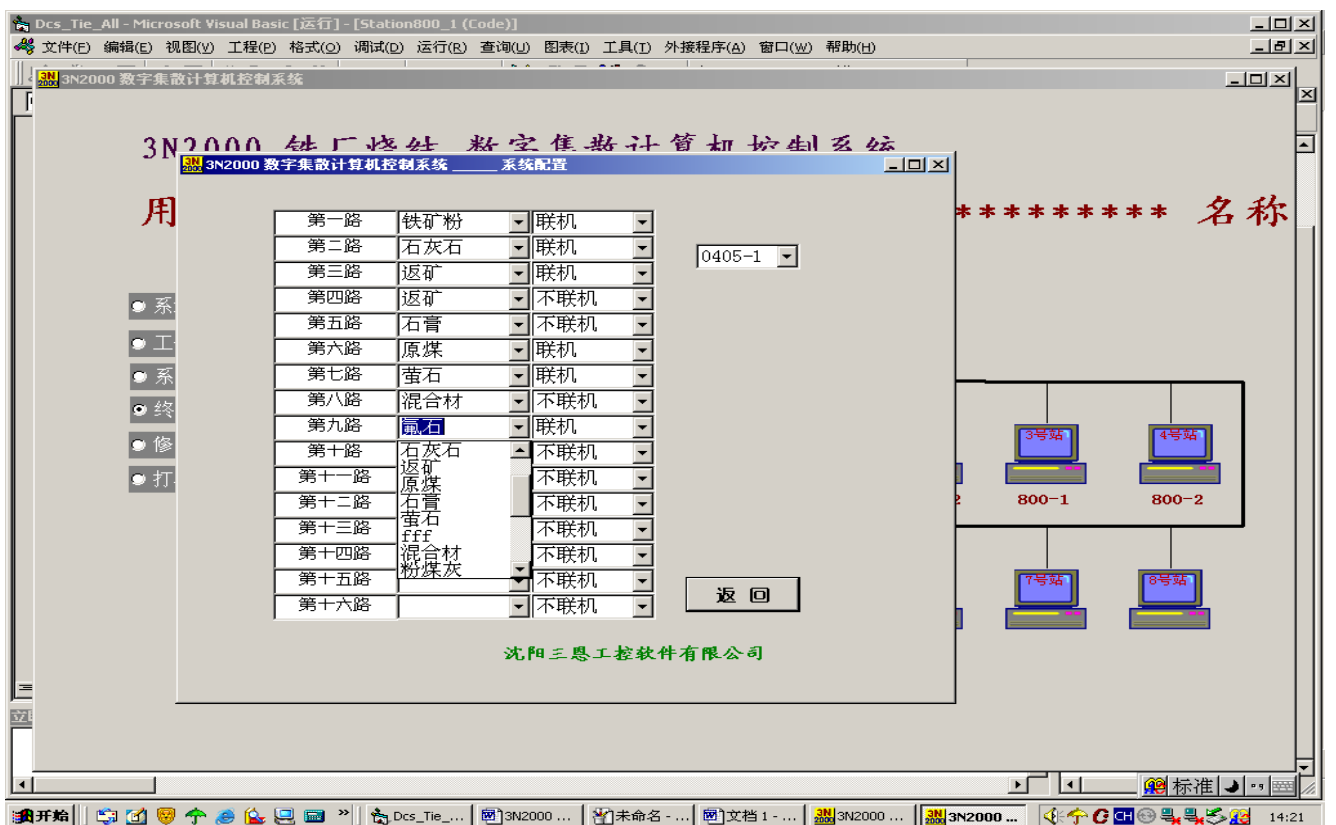 Dcs_Tie_All - Microsoft Visual Basic [运行] - [Station800_1 (Code)]
文件(F) 编辑(E) 视图(V) 工程(P) 格式(O) 调试(D) 运行(R) 查询(U) 图表(I) 工具(T) 外接程序(A) 窗口(W) 帮助(H)
3N2000 数字集散计算机控制系统
3N2000 铁厂烧结 数字集散计算机控制系统
3N2000 数字集散计算机控制系统 _____ 系统配置
用 ********* 名称
第一路 铁矿粉 联机
第二路 石灰石 联机
0405-1
第三路 返矿 联机
第四路 返矿 不联机
系
第五路 石膏 不联机
第六路 原煤 联机
工
第七路 萤石 联机
系
第八路 混合材 不联机
终
第九路 氟石 联机
3号站 4号站
第十路 石灰石 不联机
修
返矿
第十一路 原煤 不联机
打
第十二路 石膏 不联机
2 800-1 800-2
萤石
第十三路 fff 不联机
第十四路 混合材 不联机
粉煤灰
第十五路 不联机
7号站 8号站
第十六路 不联机
返回
沈阳三恩工控软件有限公司
立即
标准
开始 Dcs_Tie_... 3N2000 ... 未命名 - ... 文档 1 - ... 3N2000 ... 3N2000 ... CH 14:21